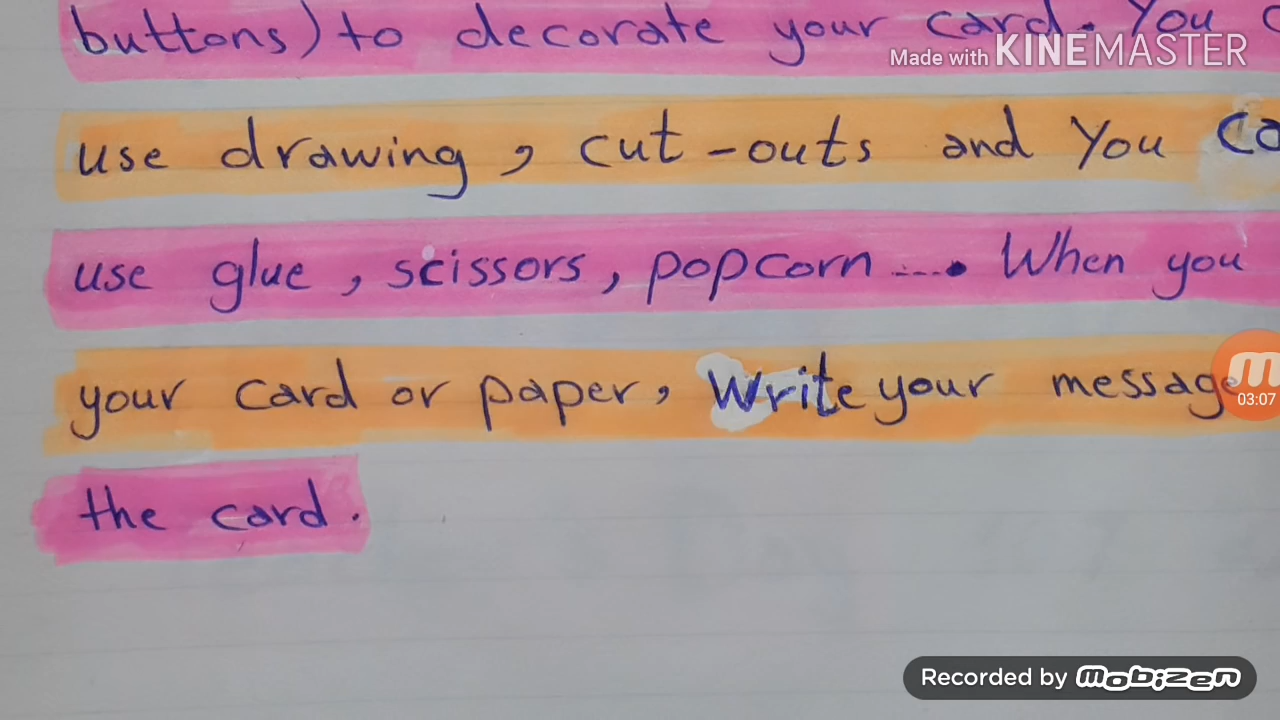 buttons) to decorate your card. You
Made with KINEMASTER
use drawing, cut-outs and You
use glue, scissors, popcorn..... When you
your card or paper, Write your message
03:07
the card.
Recorded by mobizen